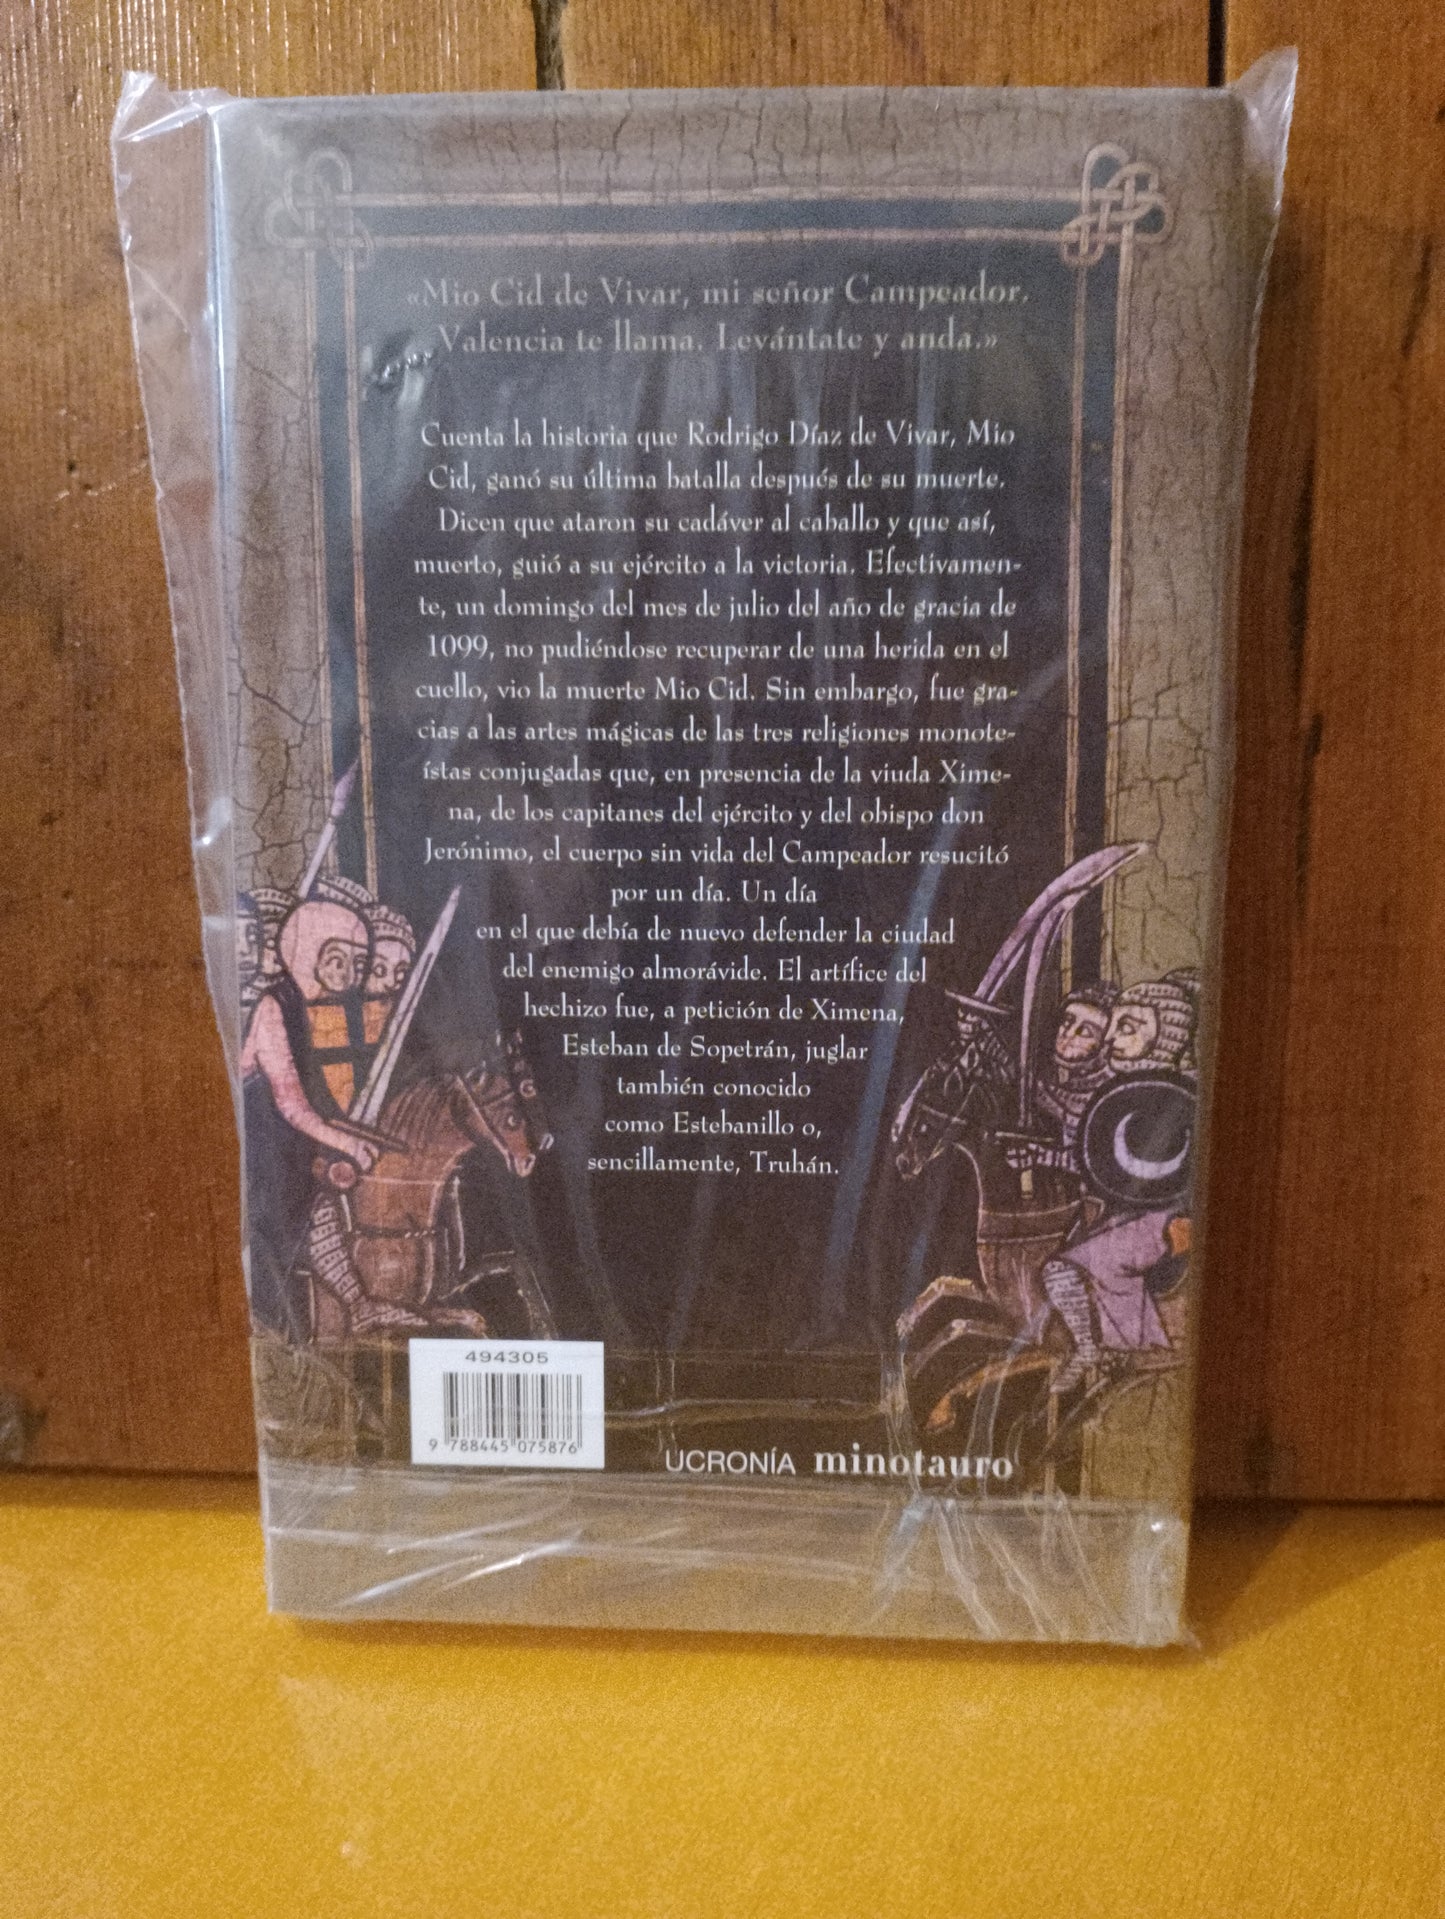 «Mio Cid de Vivar, mi señor Campeador.
Valencia te llama. Levántate y anda.»
Cuenta la historia que Rodrigo Díaz de Vivar, Mio
Cid, ganó su última batalla después de su muerte.
Dicen que ataron su cadáver al caballo y que así,
muerto, guió a su ejército a la victoria. Efectivamen-
te, un domingo del mes de julio del año de gracia de
1099, no pudiéndose recuperar de una herida en el
cuello, vio la muerte Mio Cid. Sin embargo, fue gra-
cias a las artes mágicas de las tres religiones monote-
ístas conjugadas que, en presencia de la viuda Xime-
na, de los capitanes del ejército y del obispo don
Jerónimo, el cuerpo sin vida del Campeador resucitó
por un día. Un día
en el que debía de nuevo defender la ciudad
del enemigo almorávide. El artífice del
hechizo fue, a petición de Ximena,
Esteban de Sopetrán, juglar
también conocido
como Estebanillo o,
sencillamente, Truhán.
494305
9 788445 075876
UCRONÍA minotauro